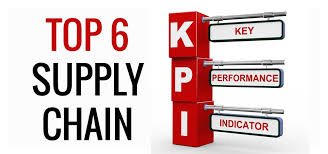 TOP 6
SUPPLY
CHAIN
K
P
I
KEY
PERFORMANCE
INDICATOR